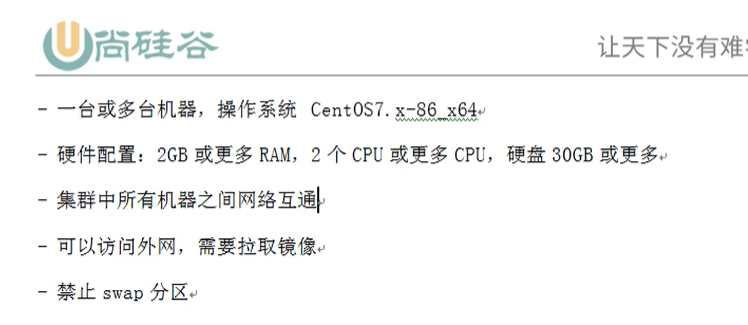 尚硅谷
让天下没有难
- 一台或多台机器，操作系统 CentOS7.x-86_x64
- 硬件配置：2GB 或更多 RAM，2 个 CPU 或更多 CPU，硬盘 30GB 或更多
- 集群中所有机器之间网络互通
- 可以访问外网，需要拉取镜像
- 禁止 swap 分区